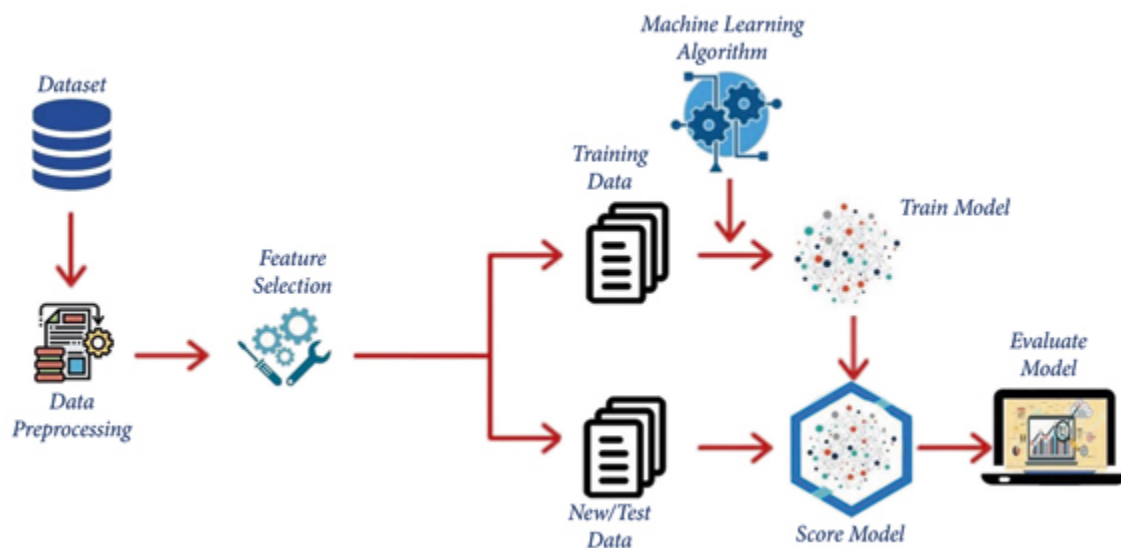 Machine Learning
Algorithm
Dataset
Training
Data
Train Model
Feature
Selection
Evaluate
Model
Data
Preprocessing
New/Test
Data
Score Model